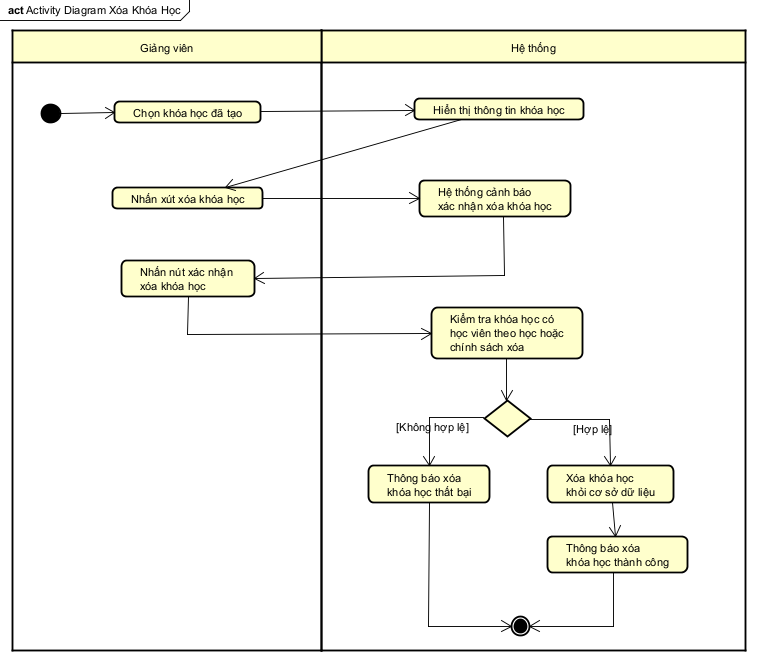 act Activity Diagram Xóa Khóa Học
Giảng viên
Hệ thống
Chọn khóa học đã tạo
Hiển thị thông tin khóa học
Nhấn xút xóa khóa học
Hệ thống cảnh báo
xác nhận xóa khóa học
Nhấn nút xác nhận
xóa khóa học
Kiểm tra khóa học có
học viên theo học hoặc
chính sách xóa
[Không hợp lệ]
[Hợp lệ]
Thông báo xóa
khóa học thất bại
Xóa khóa học
khỏi cơ sở dữ liệu
Thông báo xóa
khóa học thành công